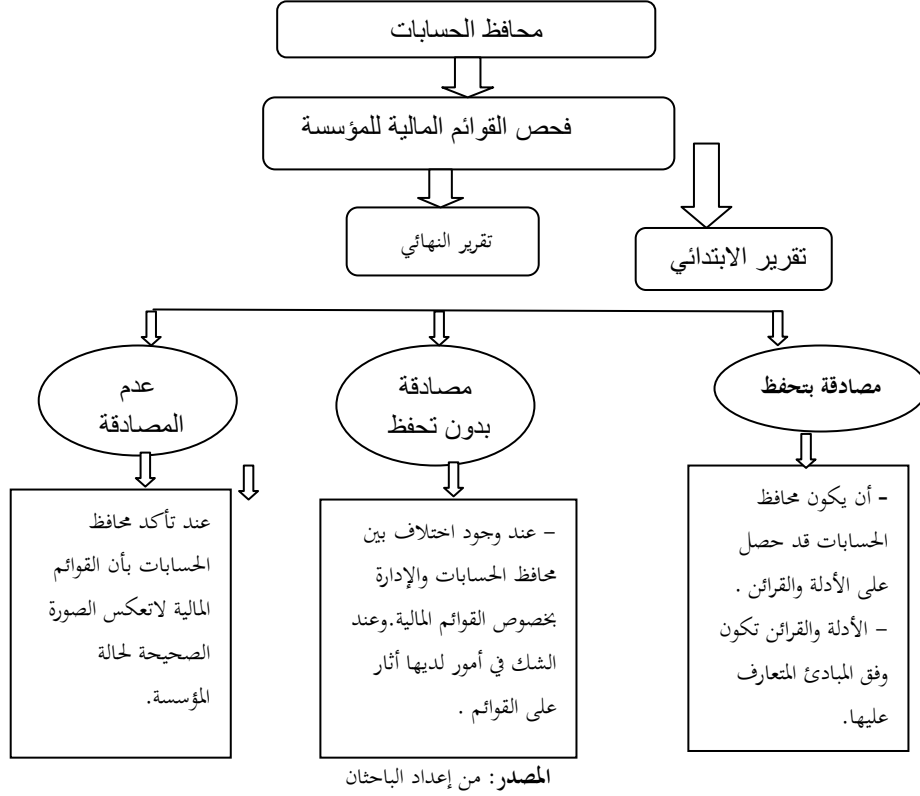 محافظ الحسابات
فحص القوائم المالية للمؤسسة
تقرير الابتدائي
تقرير النهائي
مصادقة بتحفظ
مصادقة
بدون تحفظ
عدم
المصادقة
- أن يكون محافظ
الحسابات قد حصل
على الأدلة والقرائن .
– الأدلة والقرائن تكون
وفق المبادئ المتعارف
عليها.
– عند وجود اختلاف بين
محافظ الحسابات والإدارة
بخصوص القوائم المالية.وعند
الشك في أمور لديها أثار
على القوائم .
عند تأكد محافظ
الحسابات بأن القوائم
المالية لاتعكس الصورة
الصحيحة لحالة
المؤسسة.
المصدر: من إعداد الباحثان